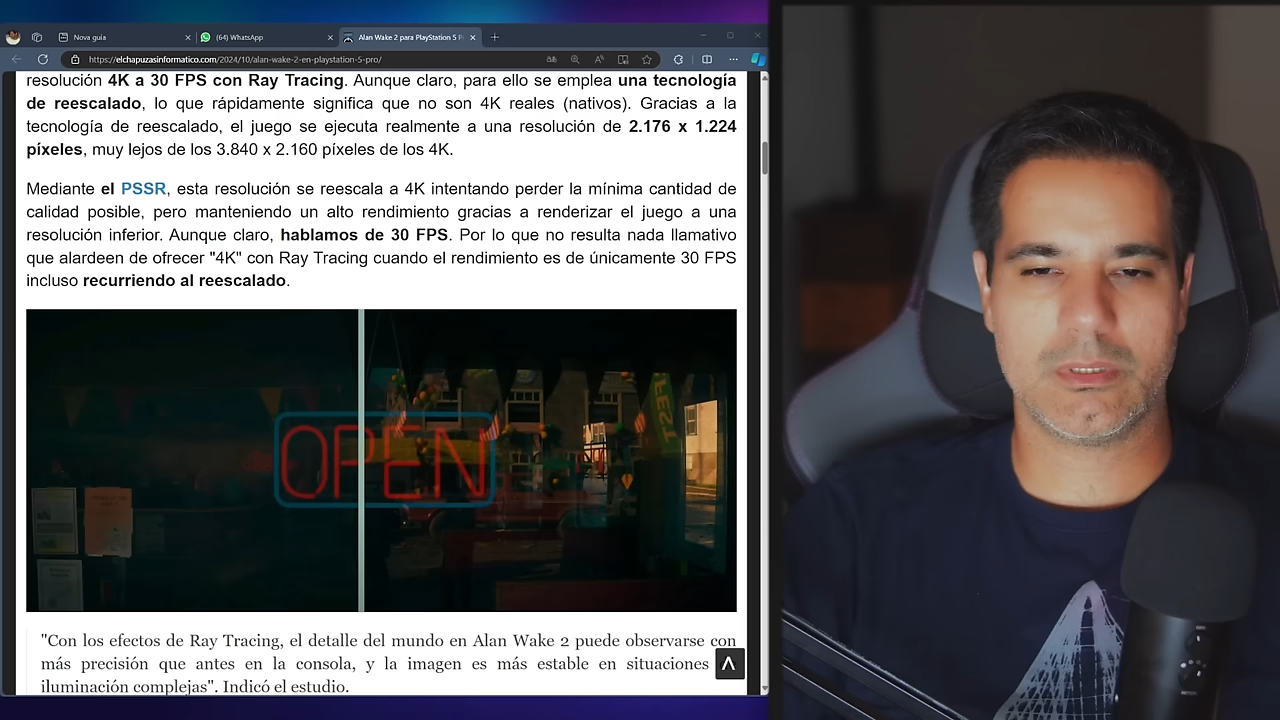 Nova guia
(64) WhatsApp
Alan Wake 2 para PlayStation 5 P
https://elchapuzasinformatico.com/2024/10/alan-wake-2-en-playstation-5-pro/
resolución 4K a 30 FPS con Ray Tracing. Aunque claro, para ello se emplea una tecnología
de reescalado, lo que rápidamente significa que no son 4K reales (nativos). Gracias a la
tecnología de reescalado, el juego se ejecuta realmente a una resolución de 2.176 x 1.224
píxeles, muy lejos de los 3.840 x 2.160 píxeles de los 4K.
Mediante el PSSR, esta resolución se reescala a 4K intentando perder la mínima cantidad de
calidad posible, pero manteniendo un alto rendimiento gracias a renderizar el juego a una
resolución inferior. Aunque claro, hablamos de 30 FPS. Por lo que no resulta nada llamativo
que alardeen de ofrecer "4K" con Ray Tracing cuando el rendimiento es de únicamente 30 FPS
incluso recurriendo al reescalado.
OPEN
FEST
"Con los efectos de Ray Tracing, el detalle del mundo en Alan Wake 2 puede observarse con
más precisión que antes en la consola, y la imagen es más estable en situaciones
iluminación complejas". Indicó el estudio.